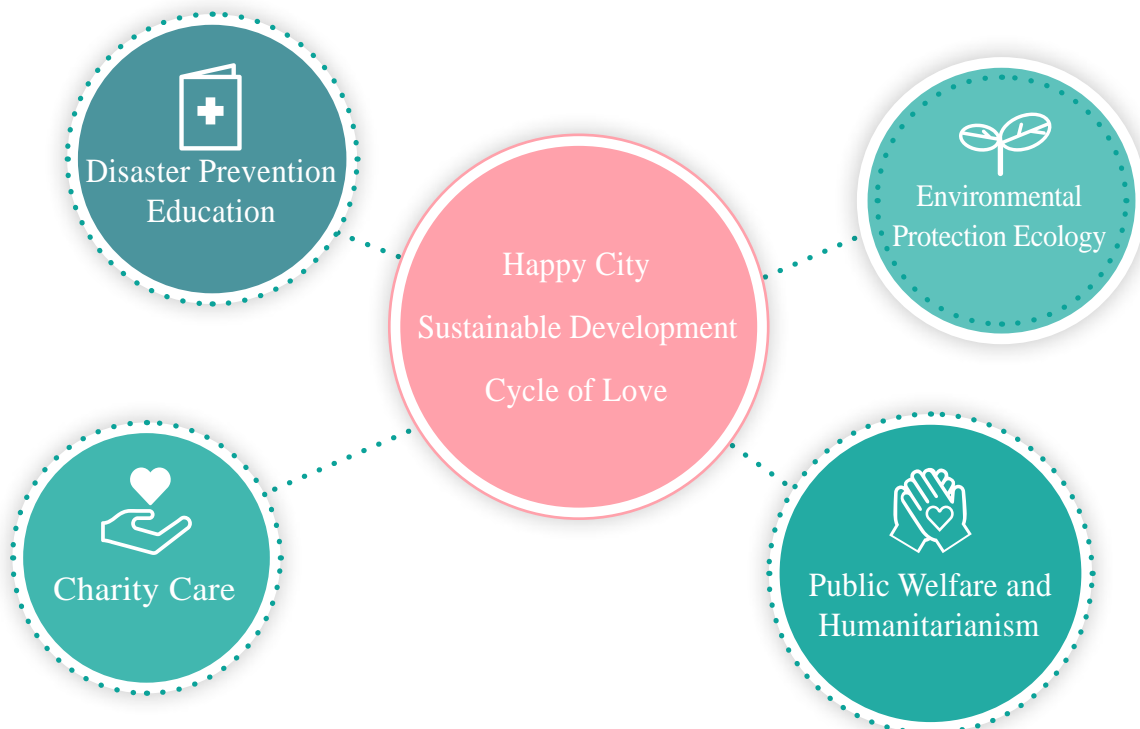 Disaster Prevention
Education
Environmental
Protection Ecology
Happy City
Sustainable Development
Cycle of Love
Charity Care
Public Welfare and
Humanitarianism